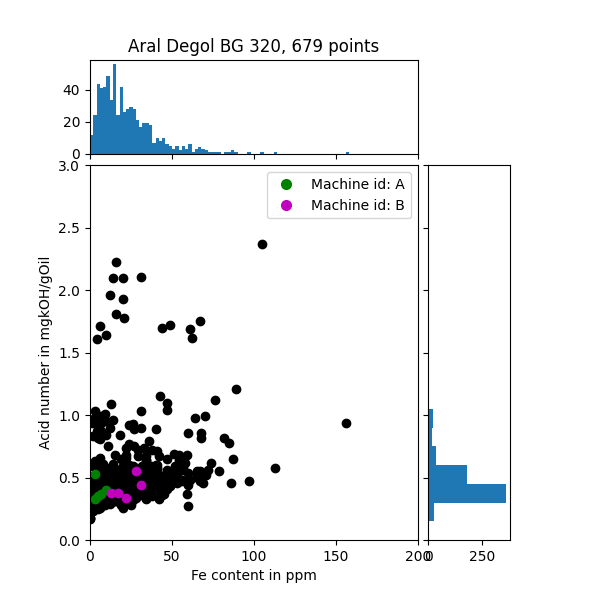 Aral Degol BG 320, 679 points
40
20
0
3.0
2.5
2.0
1.5
1.0
0.5
0.0
Acid number in mgkOH/gOil
Machine id: A
Machine id: B
0 50 100 150 200
0 250
Fe content in ppm